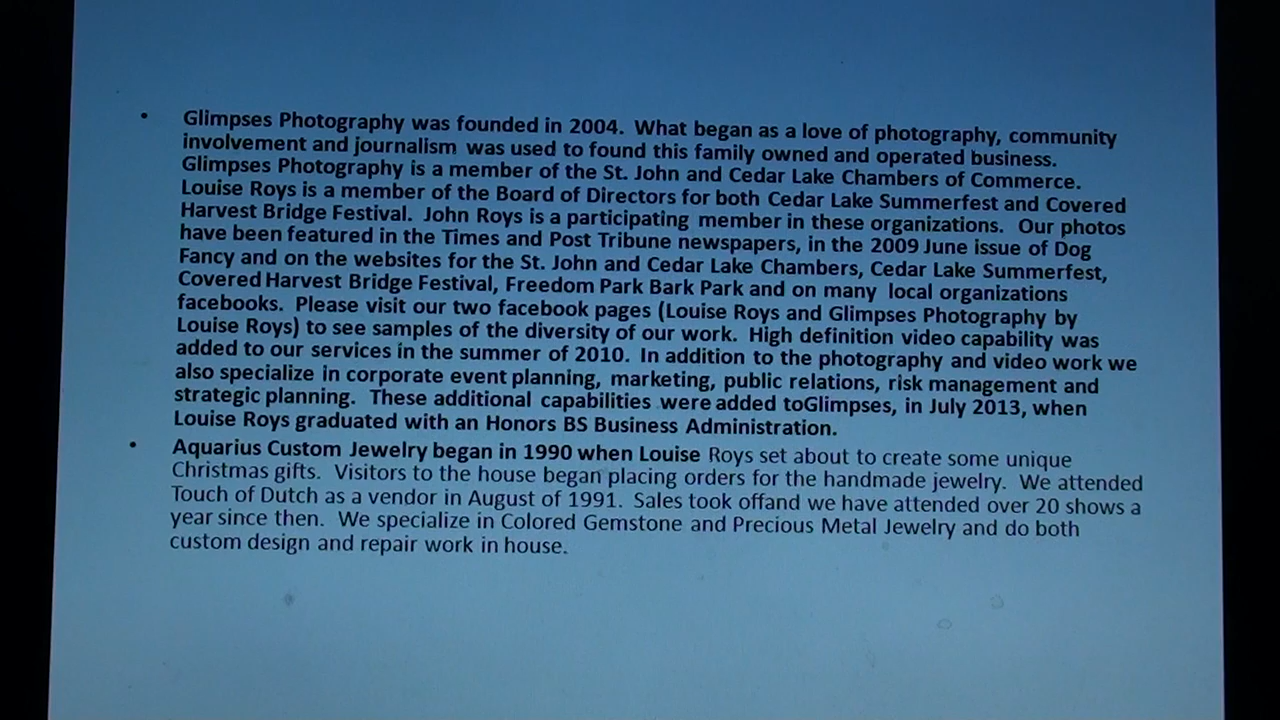 • Glimpses Photography was founded in 2004. What began as a love of photography, community
involvement and journalism was used to found this family owned and operated business.
Glimpses Photography is a member of the St. John and Cedar Lake Chambers of Commerce.
Louise Roys is a member of the Board of Directors for both Cedar Lake Summerfest and Covered
Harvest Bridge Festival. John Roys is a participating member in these organizations. Our photos
have been featured in the Times and Post Tribune newspapers, in the 2009 June issue of Dog
Fancy and on the websites for the St. John and Cedar Lake Chambers, Cedar Lake Summerfest,
Covered Harvest Bridge Festival, Freedom Park Bark Park and on many local organizations
facebooks. Please visit our two facebook pages (Louise Roys and Glimpses Photography by
Louise Roys) to see samples of the diversity of our work. High definition video capability was
added to our services in the summer of 2010. In addition to the photography and video work we
also specialize in corporate event planning, marketing, public relations, risk management and
strategic planning. These additional capabilities were added toGlimpses, in July 2013, when
Louise Roys graduated with an Honors BS Business Administration.
• Aquarius Custom Jewelry began in 1990 when Louise Roys set about to create some unique
Christmas gifts. Visitors to the house began placing orders for the handmade jewelry. We attended
Touch of Dutch as a vendor in August of 1991. Sales took offand we have attended over 20 shows a
year since then. We specialize in Colored Gemstone and Precious Metal Jewelry and do both
custom design and repair work in house.